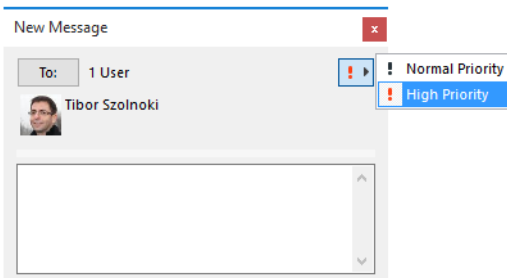 New Message
x
To: 1 User
! Normal Priority
! High Priority
Tibor Szolnoki